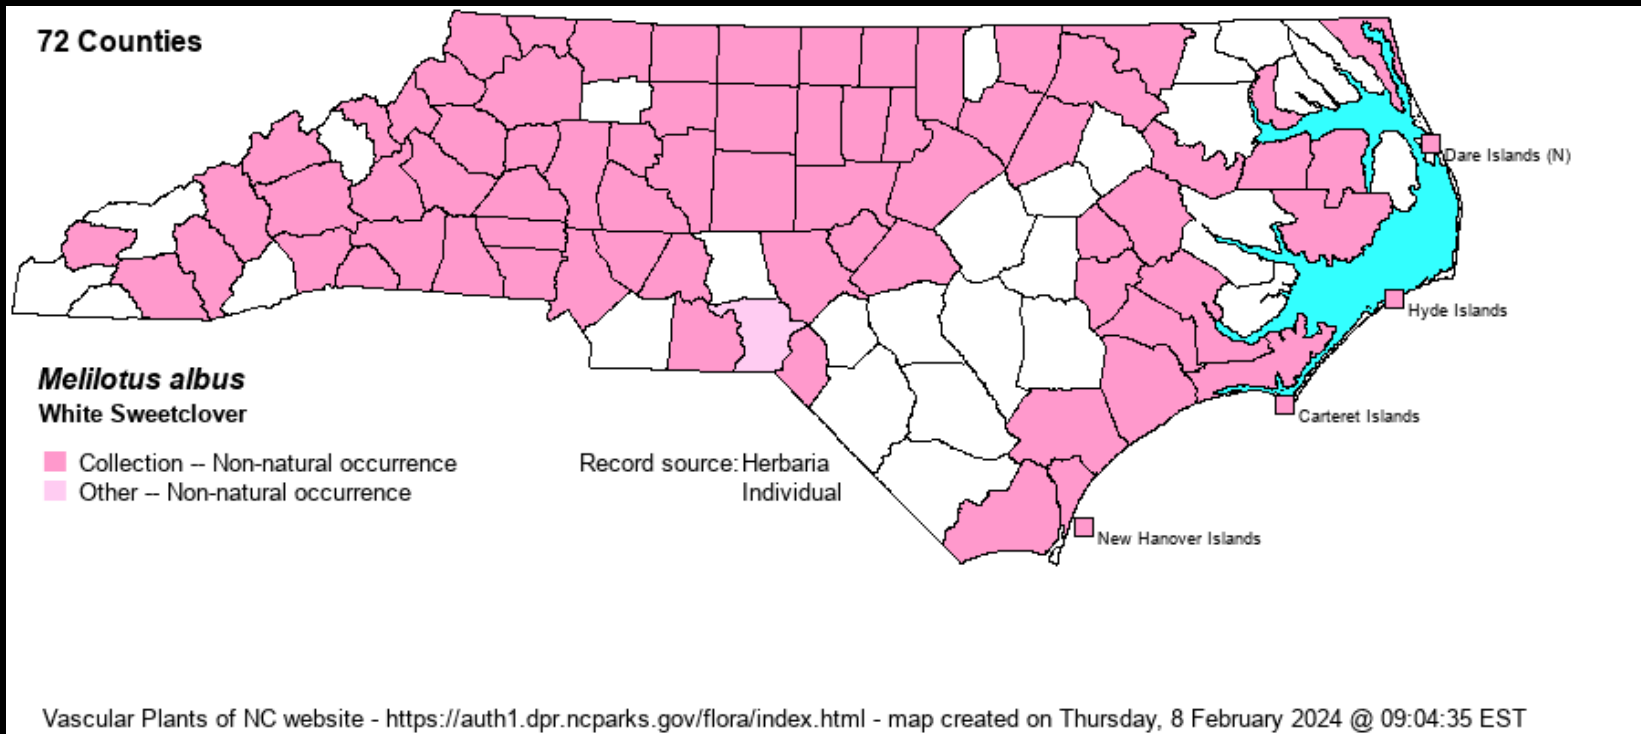 72 Counties
Dare Islands (N)
Hyde Islands
Melilotus albus
White Sweetclover
Carteret Islands
Collection -- Non-natural occurrence
Record source: Herbaria
Other -- Non-natural occurrence
Individual
New Hanover Islands
Vascular Plants of NC website - https://auth1.dpr.ncparks.gov/flora/index.html - map created on Thursday, 8 February 2024 @ 09:04:35 EST